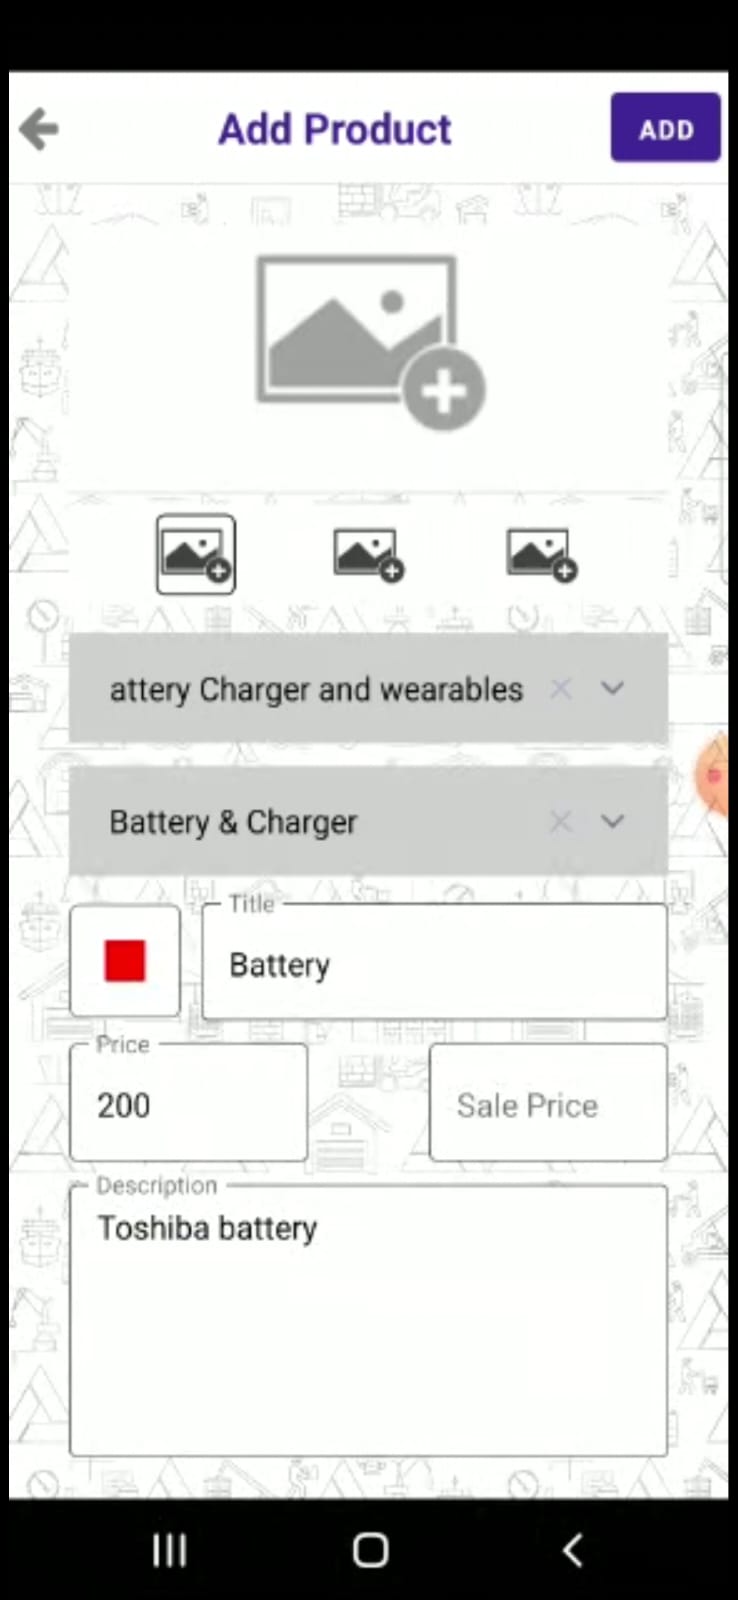 Add Product
ADD
attery Charger and wearables
Battery & Charger
Title
Battery
Price
200
Sale Price
Description
Toshiba battery